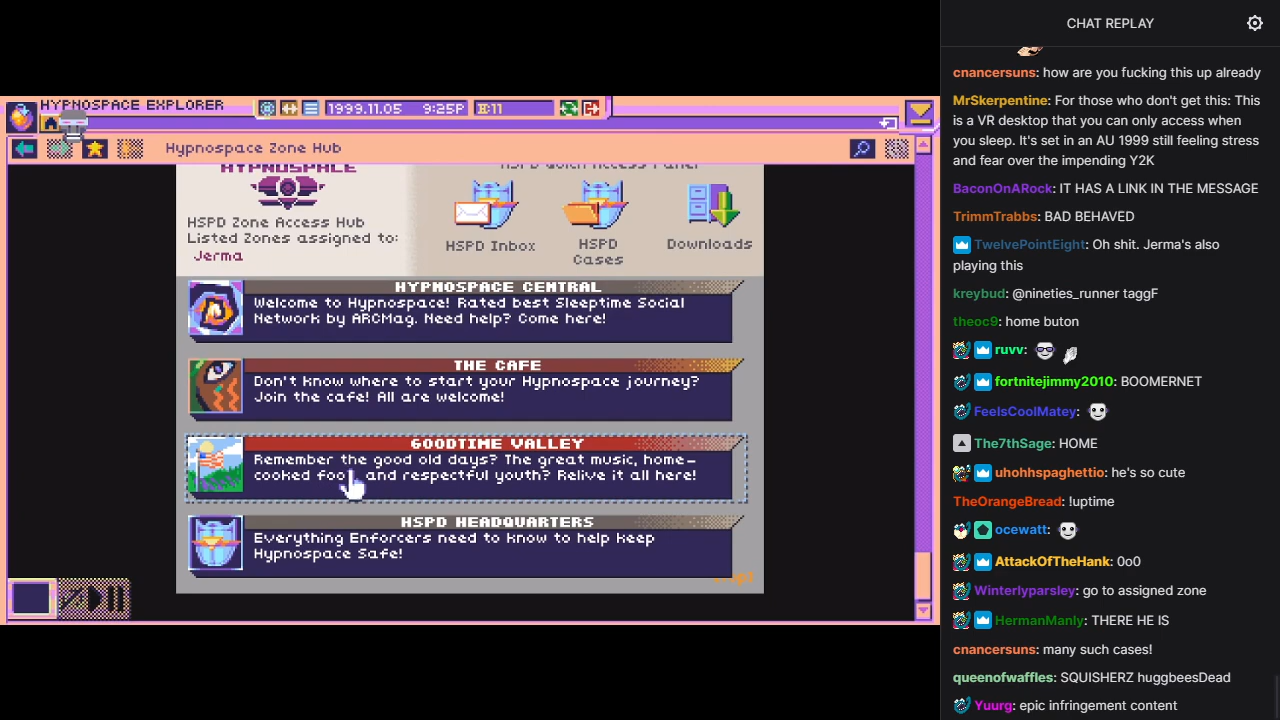 HYPNOSPACE EXPLORER
1999.11.05 9:25P
11
Hypnospace Zone Hub
HYPNOSPACE
HSPD Quick Access Panel
HSPD Zone Access Hub
Listed Zones assigned to:
Jerma
HSPD Inbox
HSPD
Cases
Downloads
HYPNOSPACE CENTRAL
Welcome to Hypnospace! Rated best Sleeptime Social
Network by ARCMag. Need help? Come here!
THE CAFE
Don't know where to start your Hypnospace journey?
Join the cafe! All are welcome!
GOODTIME VALLEY
Remember the good old days? The great music, home-
cooked food and respectful youth? Relive it all here!
HSPD HEADQUARTERS
Everything Enforcers need to know to help keep
Hypnospace Safe!
CHAT REPLAY
cnancersuns: how are you fucking this up already
MrSkerpentine: For those who don't get this: This
is a VR desktop that you can only access when
you sleep. It's set in an AU 1999 still feeling stress
and fear over the impending Y2K
BaconOnARock: IT HAS A LINK IN THE MESSAGE
TrimmTrabbs: BAD BEHAVED
TwelvePointEight: Oh shit. Jerma's also
playing this
kreybud: @nineties_runner taggF
theoc9: home buton
ruvv:
fortnitejimmy2010: BOOMERNET
FeelsCoolMatey:
The7thSage: HOME
uhohhspaghettio: he's so cute
TheOrangeBread: !uptime
ocewatt:
AttackOfTheHank: 0o0
Winterlyparsley: go to assigned zone
HermanManly: THERE HE IS
cnancersuns: many such cases!
queenofwaffles: SQUISHERZ huggbeesDead
Yuurg: epic infringement content